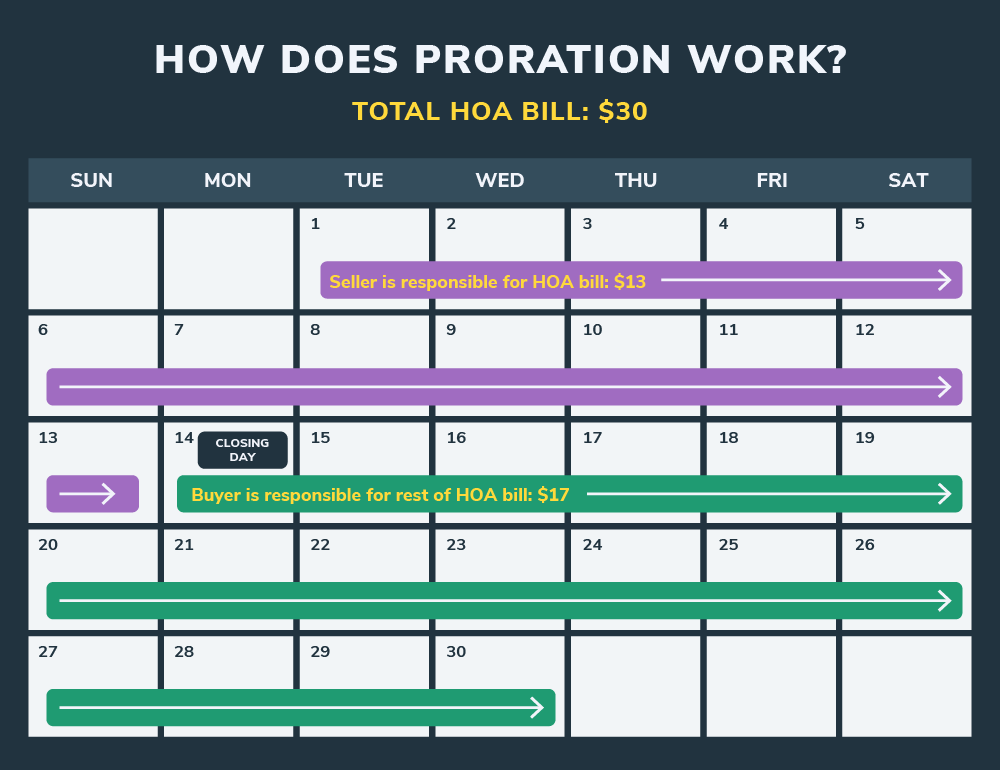 HOW DOES PRORATION WORK?
TOTAL HOA BILL: $30
SUN MON TUE WED THU FRI SAT
1 2 3 4 5
Seller is responsible for HOA bill: $13
6 7 8 9 10 11 12
13 14 CLOSING DAY 15 16 17 18 19
Buyer is responsible for rest of HOA bill: $17
20 21 22 23 24 25 26
27 28 29 30